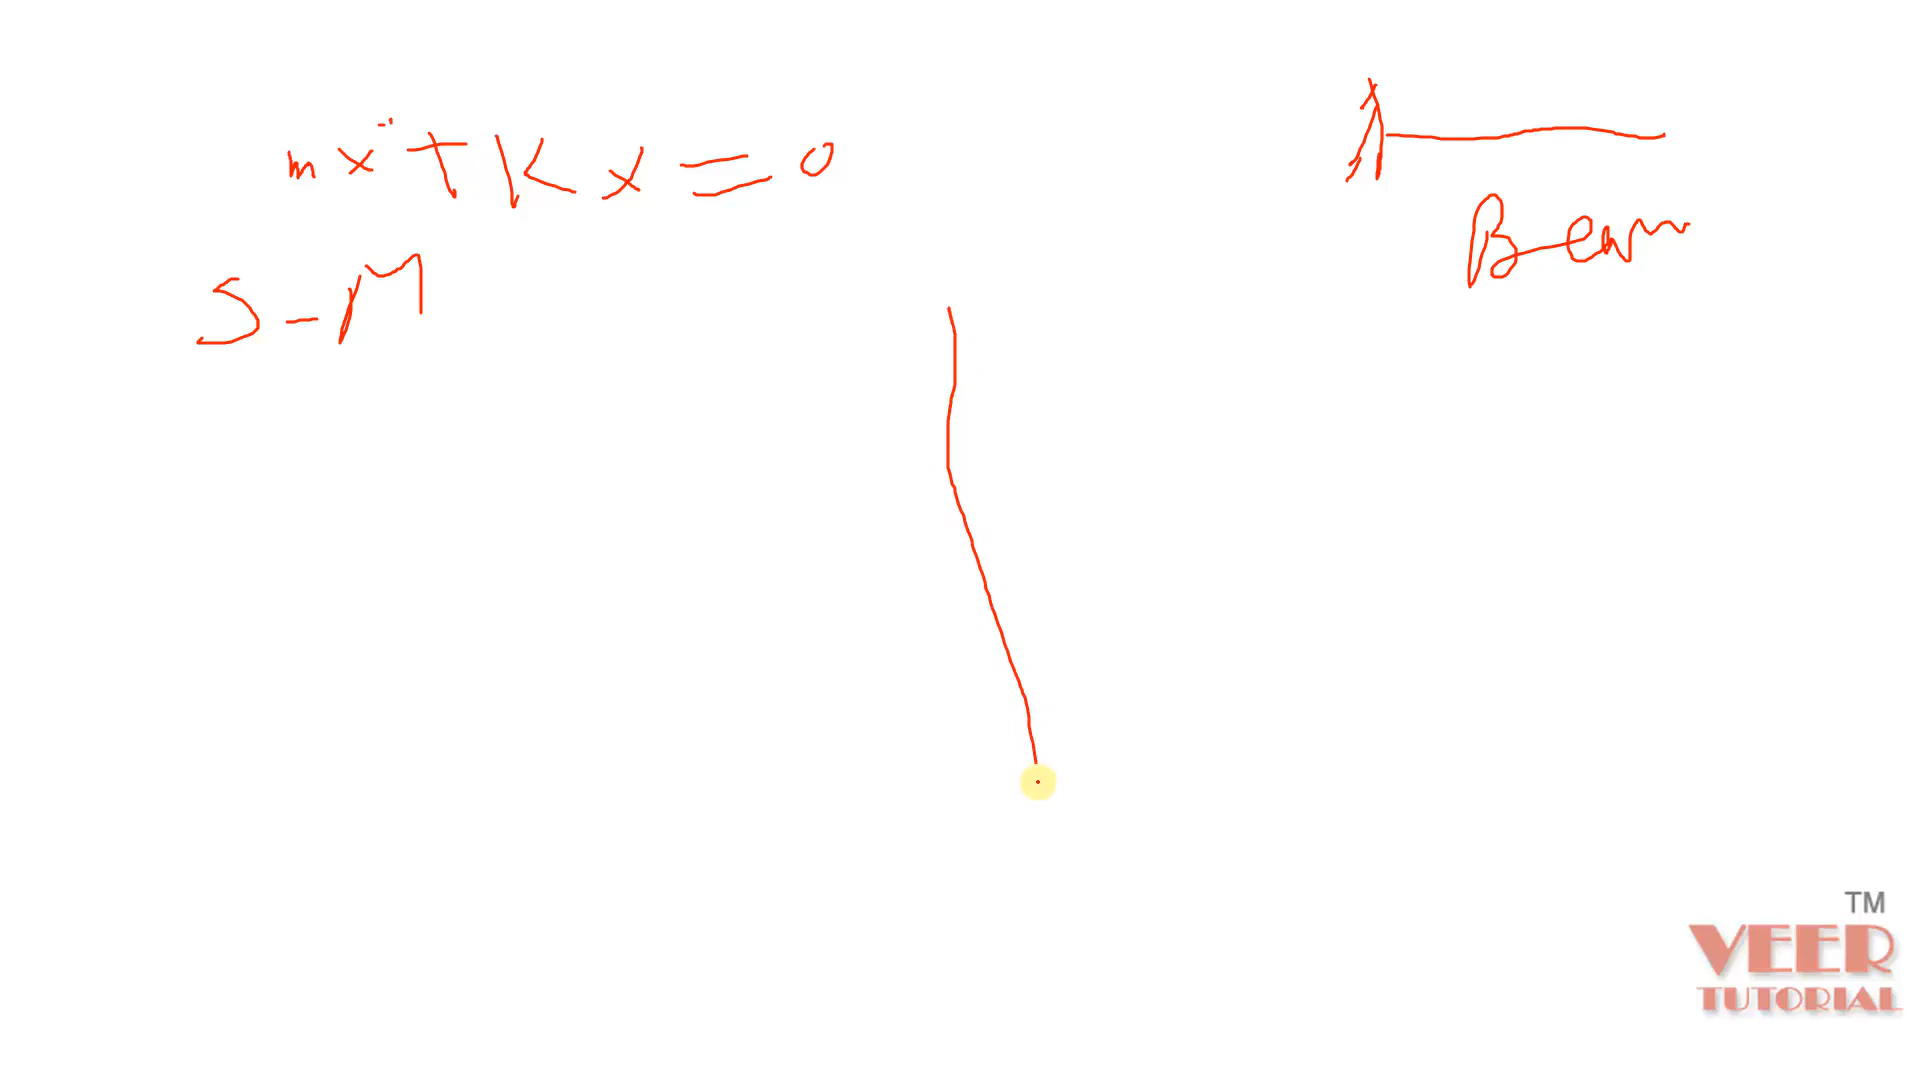 mẍ + Kx = 0
S - M
Beam
TM
VEER
TUTORIAL